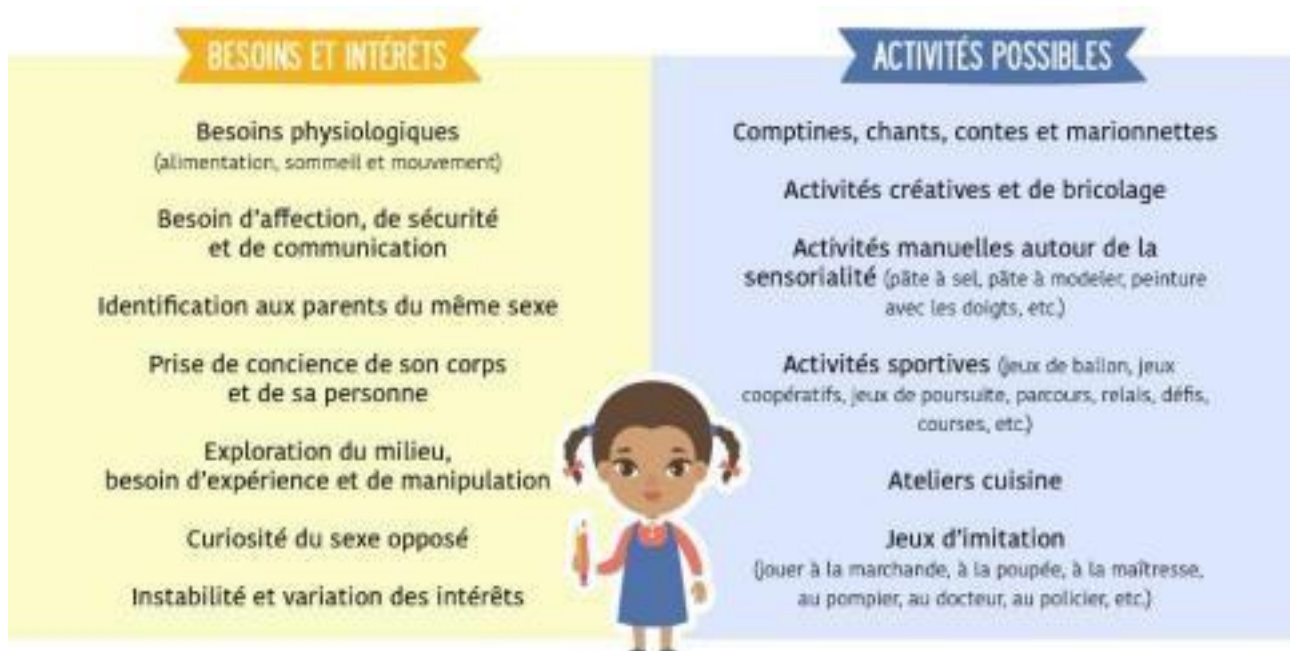 BESOINS ET INTÉRÊTS
Besoins physiologiques
(alimentation, sommeil et mouvement)
Besoin d'affection, de sécurité
et de communication
Identification aux parents du même sexe
Prise de concience de son corps
et de sa personne
Exploration du milieu,
besoin d'expérience et de manipulation
Curiosité du sexe opposé
Instabilité et variation des intérêts
ACTIVITÉS POSSIBLES
Comptines, chants, contes et marionnettes
Activités créatives et de bricolage
Activités manuelles autour de la
sensorialité (pâte à sel, pâte à modeler, peinture
avec les doigts, etc.)
Activités sportives (jeux de ballon, jeux
coopératifs, jeux de poursuite, parcours, relais, défis,
courses, etc.)
Ateliers cuisine
Jeux d'imitation
(jouer à la marchande, à la poupée, à la maîtresse,
au pompier, au docteur, au policier, etc.)